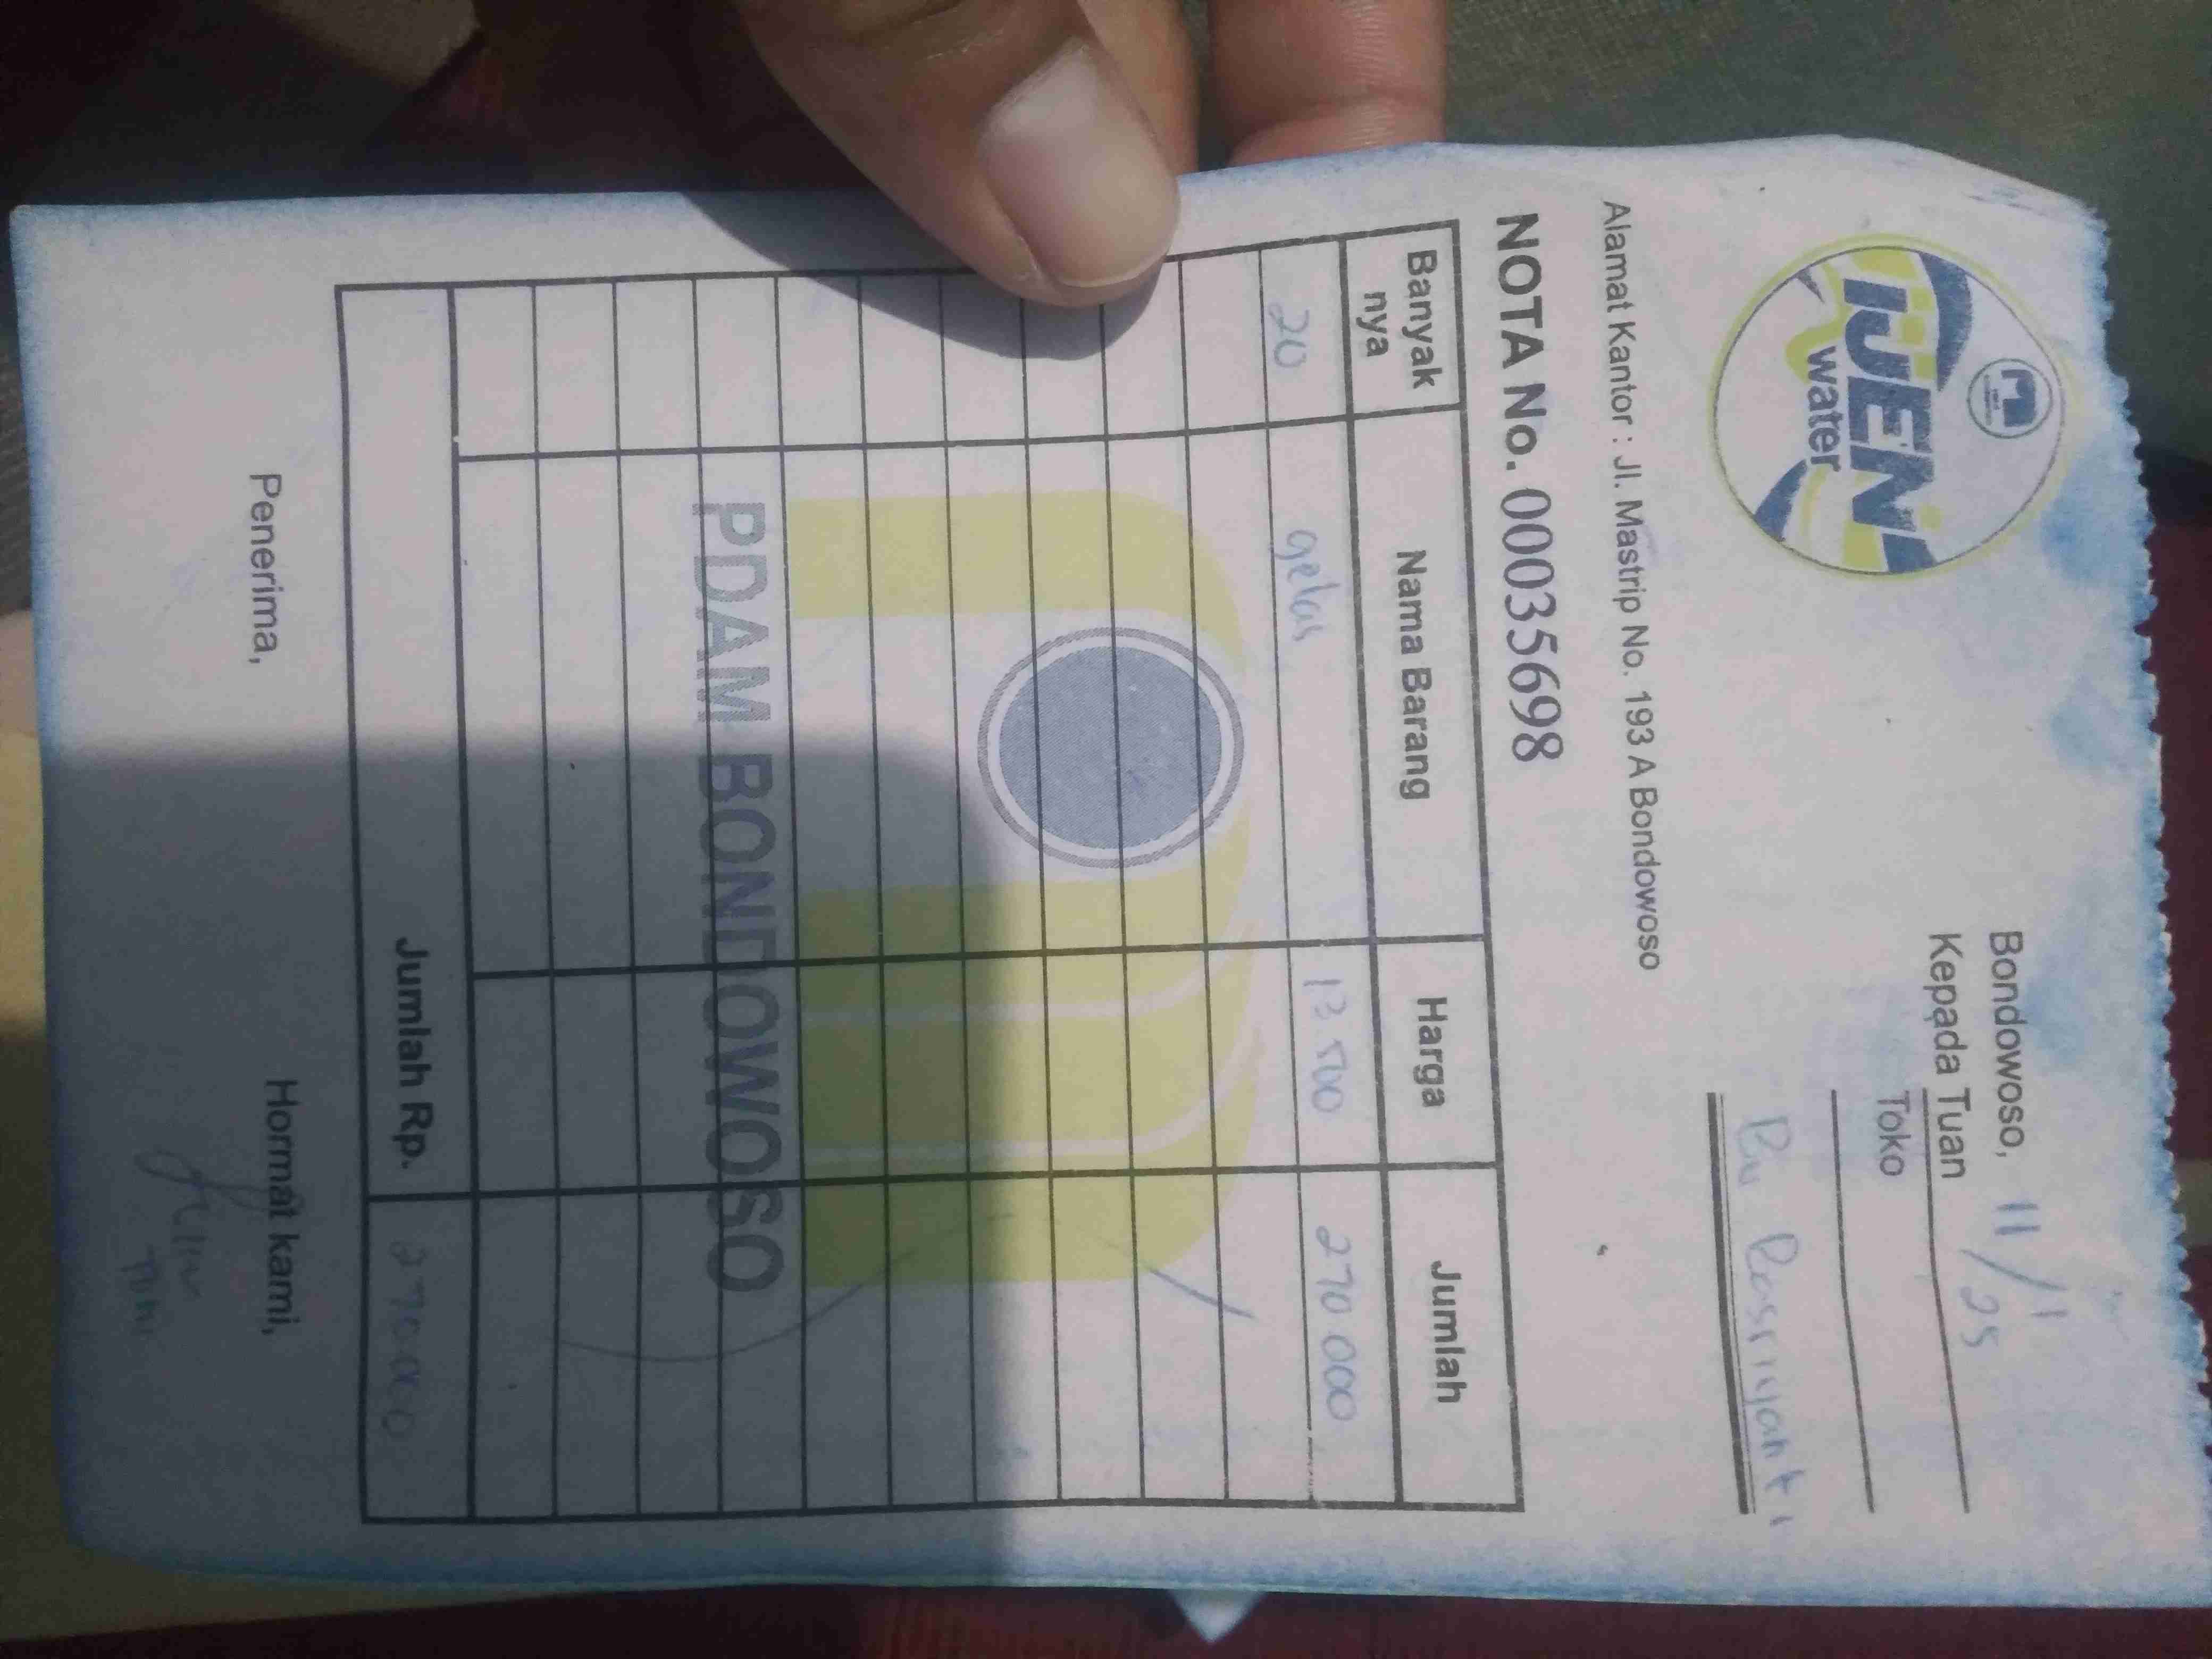 IJEN
water
Bondowoso, 11/1 25
Kepada Tuan
Toko
Bu Rasriyanti
Alamat Kantor : Jl. Mastrip No. 193 A Bondowoso
NOTA No. 00035698
Banyak nya Nama Barang Harga Jumlah
20 gelas 13 500 270 000
PDAM BONDOWOSO
Jumlah Rp. 270.000
Penerima, Hormat kami,